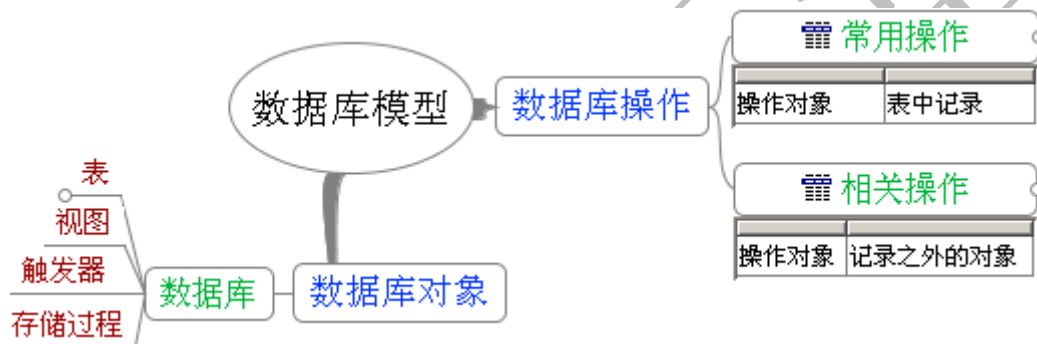 常用操作
操作对象 表中记录
数据库模型
数据库操作
相关操作
操作对象 记录之外的对象
表
视图
触发器
存储过程
数据库
数据库对象